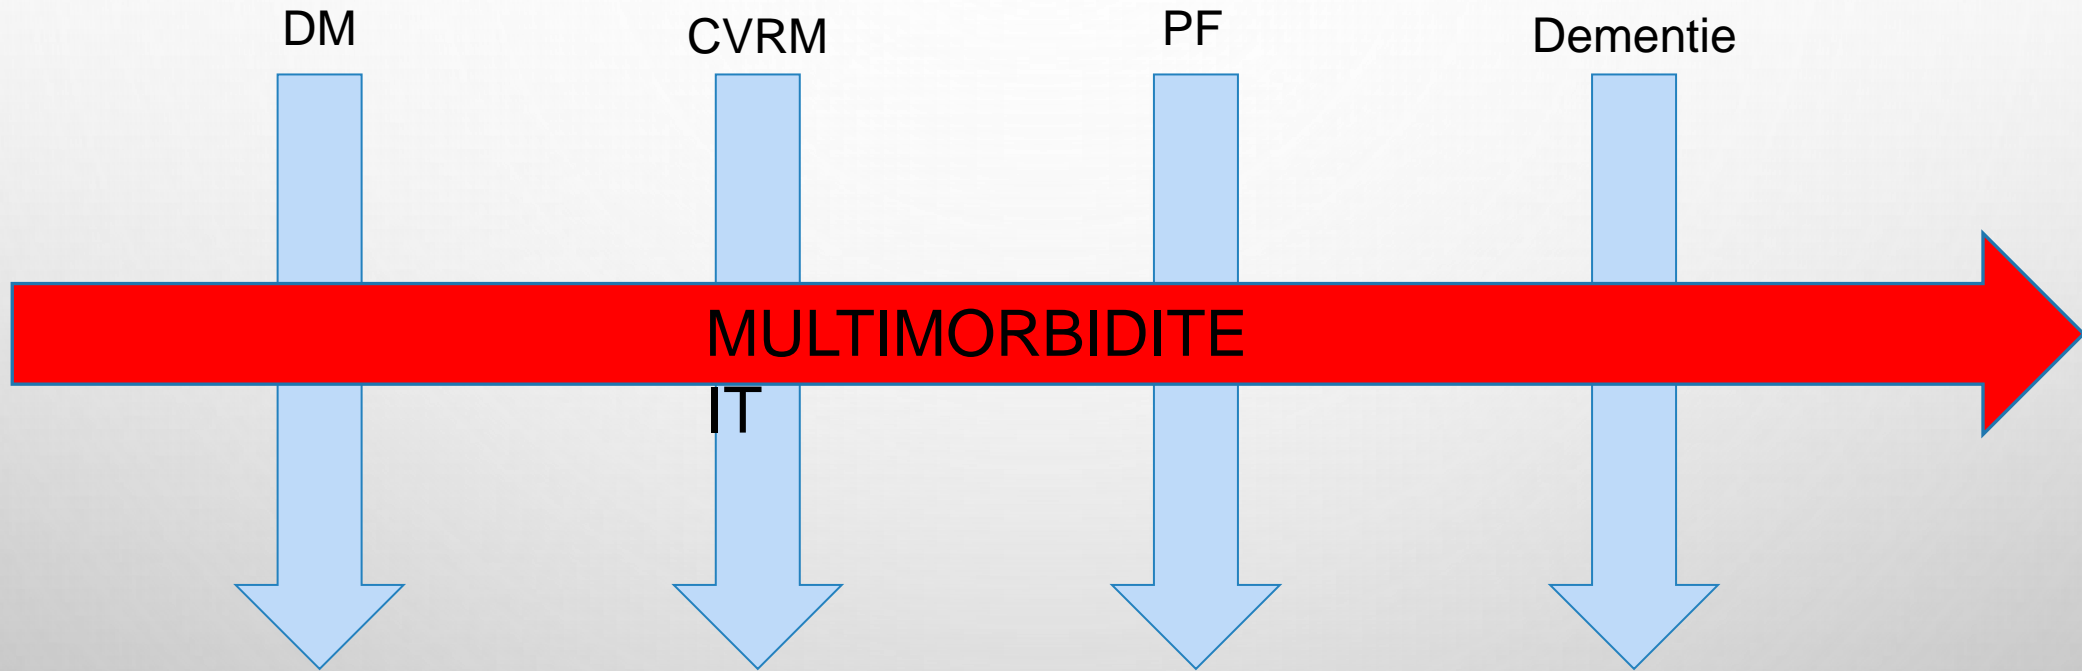 DM
CVRM
PF
Dementie
MULTIMORBIDITE
IT